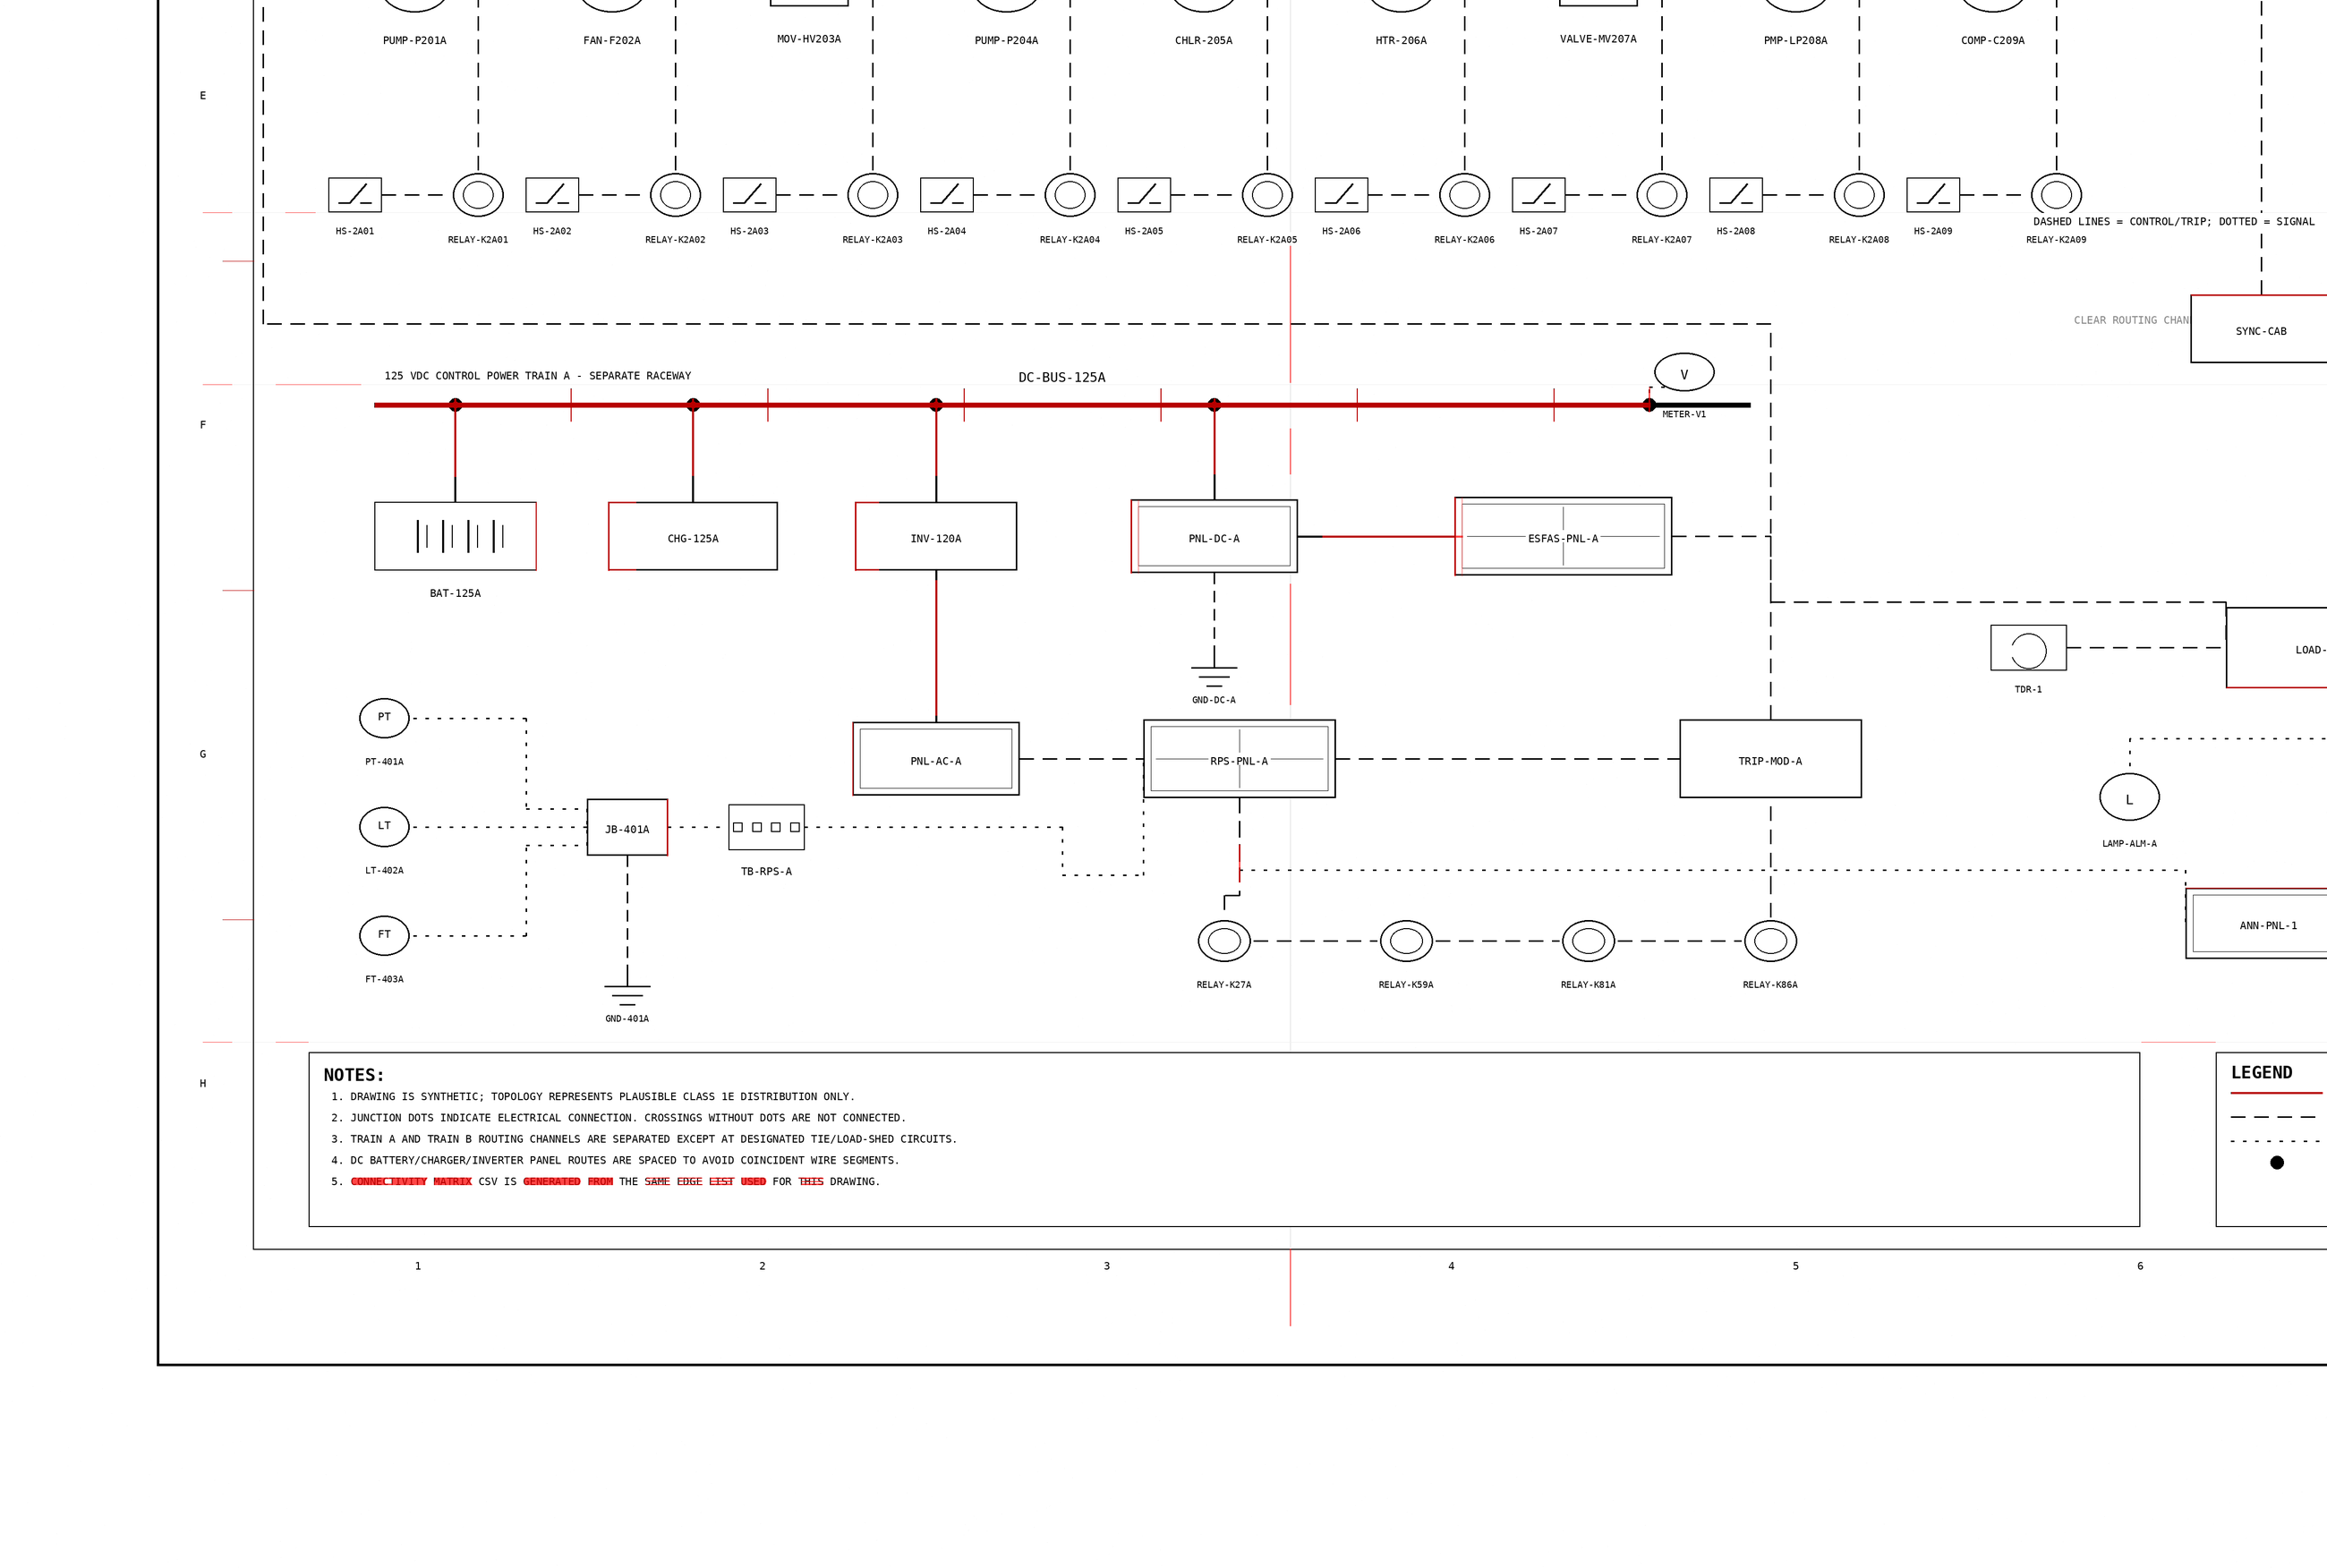 PUMP-P201A FAN-F202A MOV-HV203A PUMP-P204A CHLR-205A HTR-206A VALVE-MV207A PMP-LP208A COMP-C209A
E
DASHED LINES = CONTROL/TRIP; DOTTED = SIGNAL
HS-2A01 RELAY-K2A01 HS-2A02 RELAY-K2A02 HS-2A03 RELAY-K2A03 HS-2A04 RELAY-K2A04 HS-2A05 RELAY-K2A05 HS-2A06 RELAY-K2A06 HS-2A07 RELAY-K2A07 HS-2A08 RELAY-K2A08 HS-2A09 RELAY-K2A09
CLEAR ROUTING CHAN
SYNC-CAB
125 VDC CONTROL POWER TRAIN A - SEPARATE RACEWAY
DC-BUS-125A
V
METER-V1
F
CHG-125A
INV-120A
PNL-DC-A
ESFAS-PNL-A
BAT-125A
LOAD-
TDR-1
GND-DC-A
PT
PT-401A
G
PNL-AC-A
RPS-PNL-A
TRIP-MOD-A
L
LAMP-ALM-A
LT
LT-402A
JB-401A
TB-RPS-A
ANN-PNL-1
FT
FT-403A
RELAY-K27A
RELAY-K59A
RELAY-K81A
RELAY-K86A
GND-401A
H
NOTES:
1. DRAWING IS SYNTHETIC; TOPOLOGY REPRESENTS PLAUSIBLE CLASS 1E DISTRIBUTION ONLY.
2. JUNCTION DOTS INDICATE ELECTRICAL CONNECTION. CROSSINGS WITHOUT DOTS ARE NOT CONNECTED.
3. TRAIN A AND TRAIN B ROUTING CHANNELS ARE SEPARATED EXCEPT AT DESIGNATED TIE/LOAD-SHED CIRCUITS.
4. DC BATTERY/CHARGER/INVERTER PANEL ROUTES ARE SPACED TO AVOID COINCIDENT WIRE SEGMENTS.
5. CONNECTIVITY MATRIX CSV IS GENERATED FROM THE SAME EDGE LIST USED FOR THIS DRAWING.
LEGEND
1 2 3 4 5 6